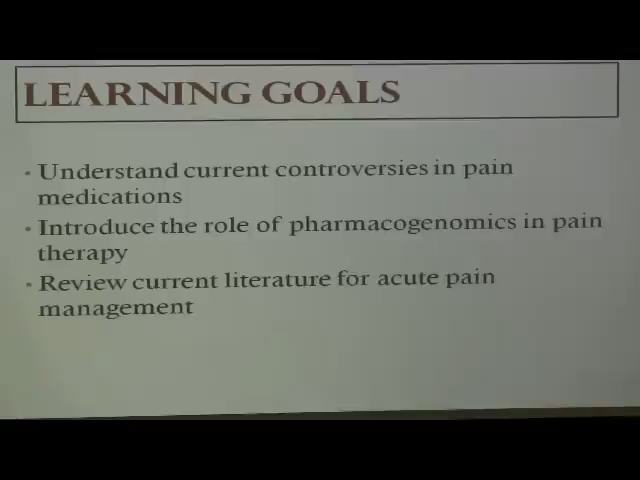 LEARNING GOALS
• Understand current controversies in pain
medications
• Introduce the role of pharmacogenomics in pain
therapy
• Review current literature for acute pain
management